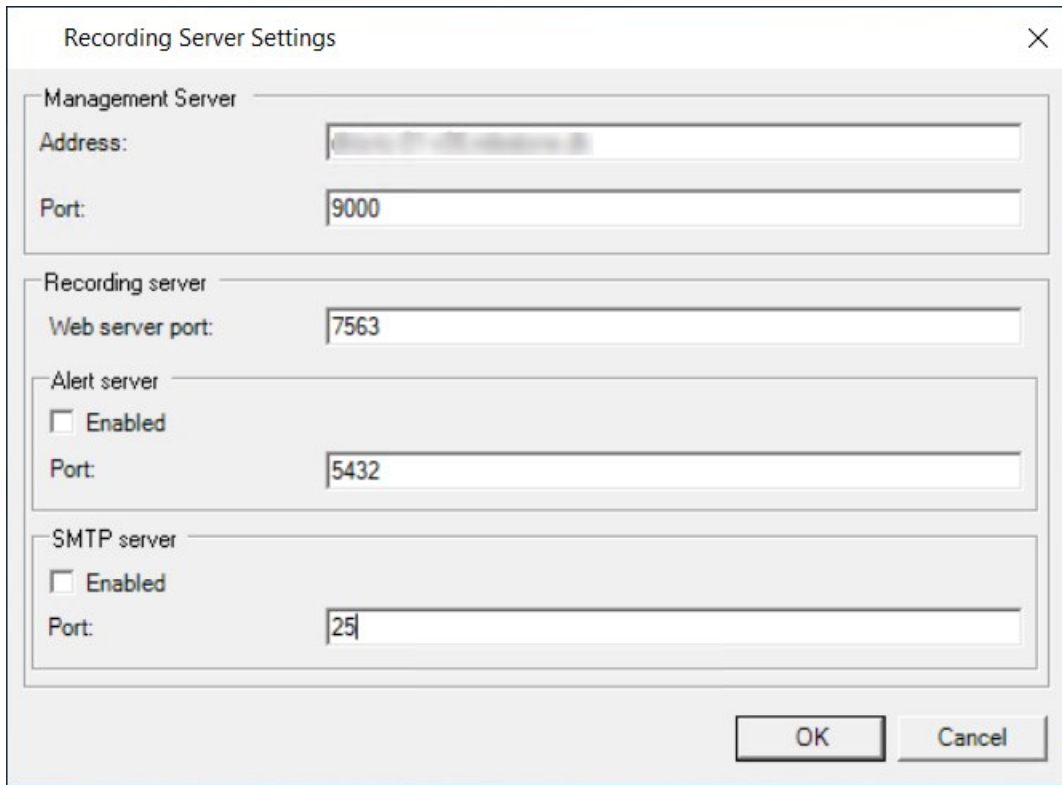 Recording Server Settings
Management Server
Address:
Port: 9000
Recording server
Web server port: 7563
Alert server
Enabled
Port: 5432
SMTP server
Enabled
Port: 25
OK Cancel